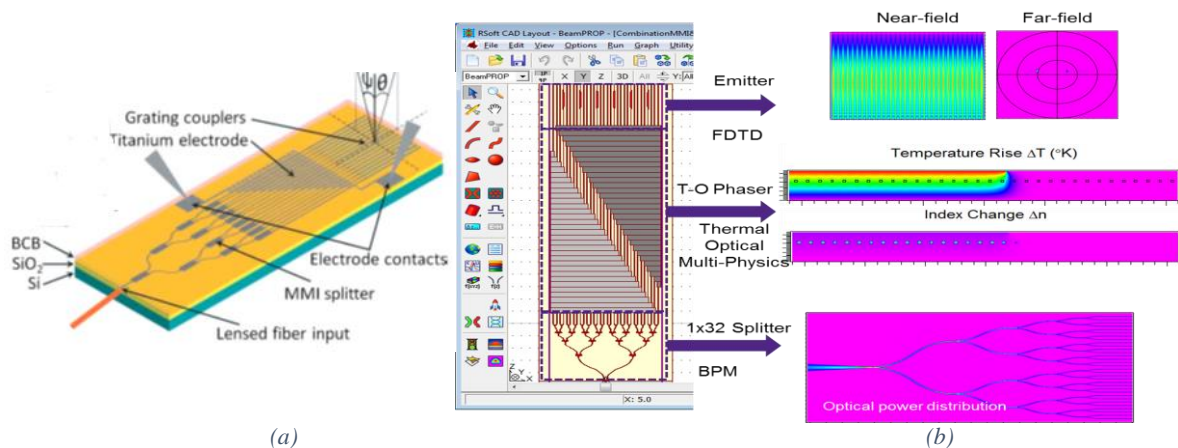 ψ θ
Grating couplers
Titanium electrode
BCB
SiO₂
Si
Electrode contacts
MMI splitter
Lensed fiber input
(a)
RSoft CAD Layout - BeamPROP - [CombinationMMI8
File Edit View Options Run Graph Utility
BeamPROP X Y Z 3D All Y: All
Z
Y X
X: 5.0
Emitter
FDTD
T-O Phaser
Thermal
Optical
Multi-Physics
1x32 Splitter
BPM
Near-field Far-field
Temperature Rise ΔT (°K)
Index Change Δn
Optical power distribution
(b)